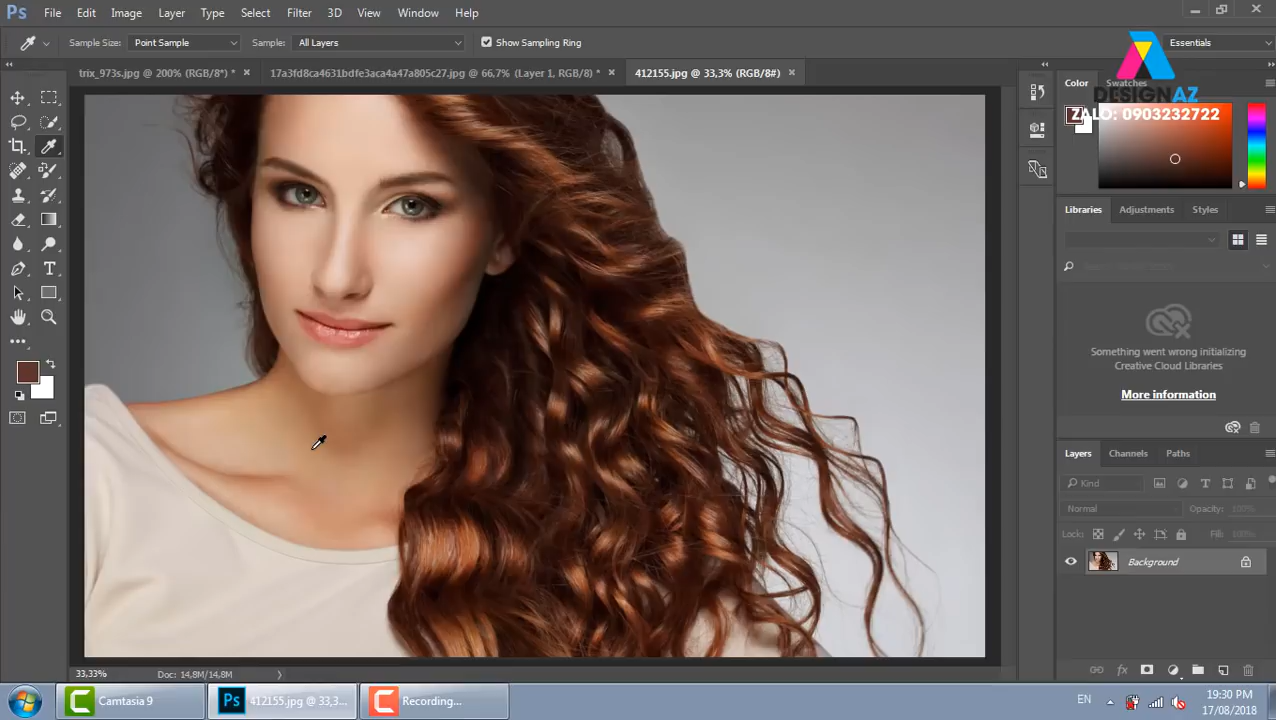 Ps File Edit Image Layer Type Select Filter 3D View Window Help
Sample Size: Point Sample Sample: All Layers Show Sampling Ring Essentials
trix_973s.jpg @ 200% (RGB/8*) * 17a3fd8ca4631bdfe3aca4a47a805c27.jpg @ 66,7% (Layer 1, RGB/8) * 412155.jpg @ 33,3% (RGB/8#)
Color Swatches
DESIGNAZ
ZALO: 0903232722
Libraries Adjustments Styles
Something went wrong initializing
Creative Cloud Libraries
More information
Layers Channels Paths
Kind
Normal Opacity: 100%
Lock: Fill: 100%
Background
33,33% Doc: 14,8M/14,8M
Camtasia 9 Ps 412155.jpg @ 33,3... Recording... EN 19:30 PM
17/08/2018